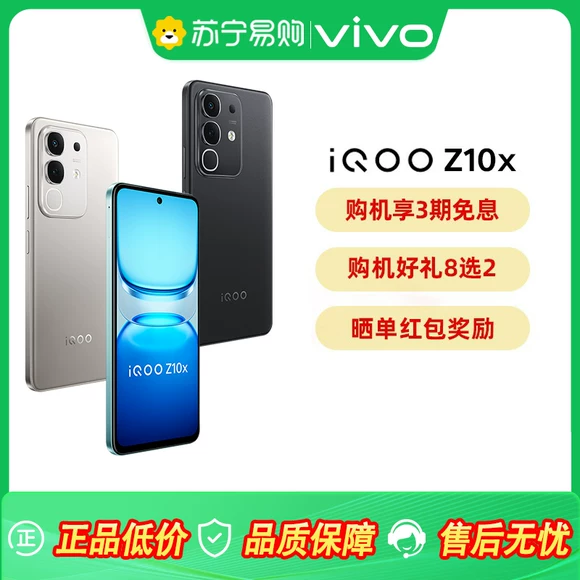 苏宁易购 vivo
iQOO Z10x
购机享3期免息
购机好礼8选2
晒单红包奖励
iQOO
iQOO
iQOO Z10x
正 正品低价 品质保障 售后无忧